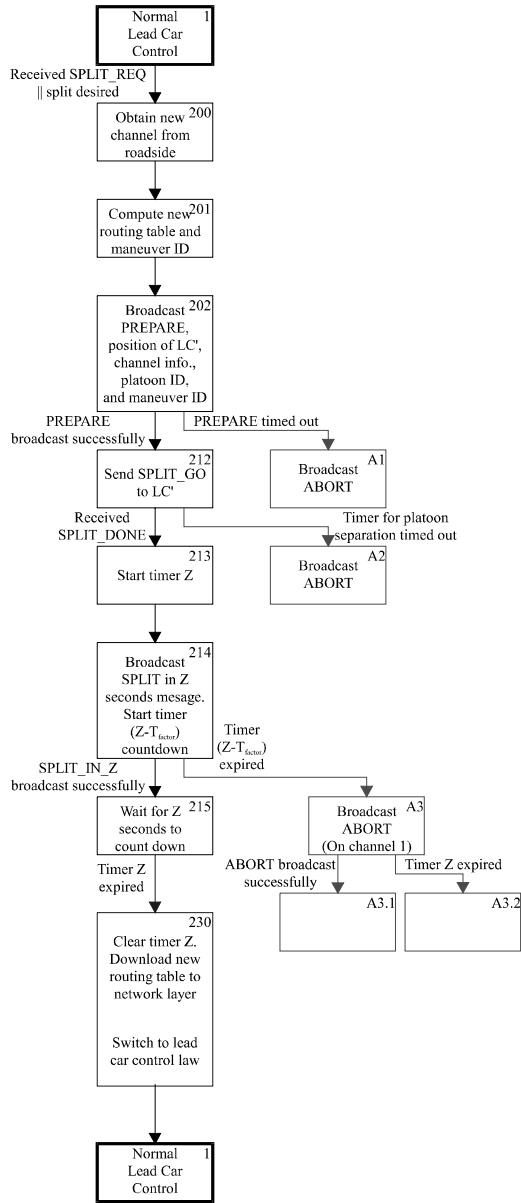 Normal 1
Lead Car
Control
Received SPLIT_REQ
|| split desired
200
Obtain new
channel from
roadside
201
Compute new
routing table and
maneuver ID
202
Broadcast
PREPARE,
position of LC',
channel info.,
platoon ID,
and maneuver ID
PREPARE
broadcast successfully
PREPARE timed out
212
Send SPLIT_GO
to LC'
A1
Broadcast
ABORT
Received
SPLIT_DONE
Timer for platoon
separation timed out
213
Start timer Z
A2
Broadcast
ABORT
214
Broadcast
SPLIT in Z
seconds mesage.
Start timer
(Z-Tfactor)
countdown
Timer
(Z-Tfactor)
expired
SPLIT_IN_Z
broadcast successfully
215
Wait for Z
seconds to
count down
A3
Broadcast
ABORT
(On channel 1)
Timer Z
expired
ABORT broadcast
successfully
Timer Z expired
A3.1
A3.2
230
Clear timer Z.
Download new
routing table to
network layer
Switch to lead
car control law
Normal 1
Lead Car
Control